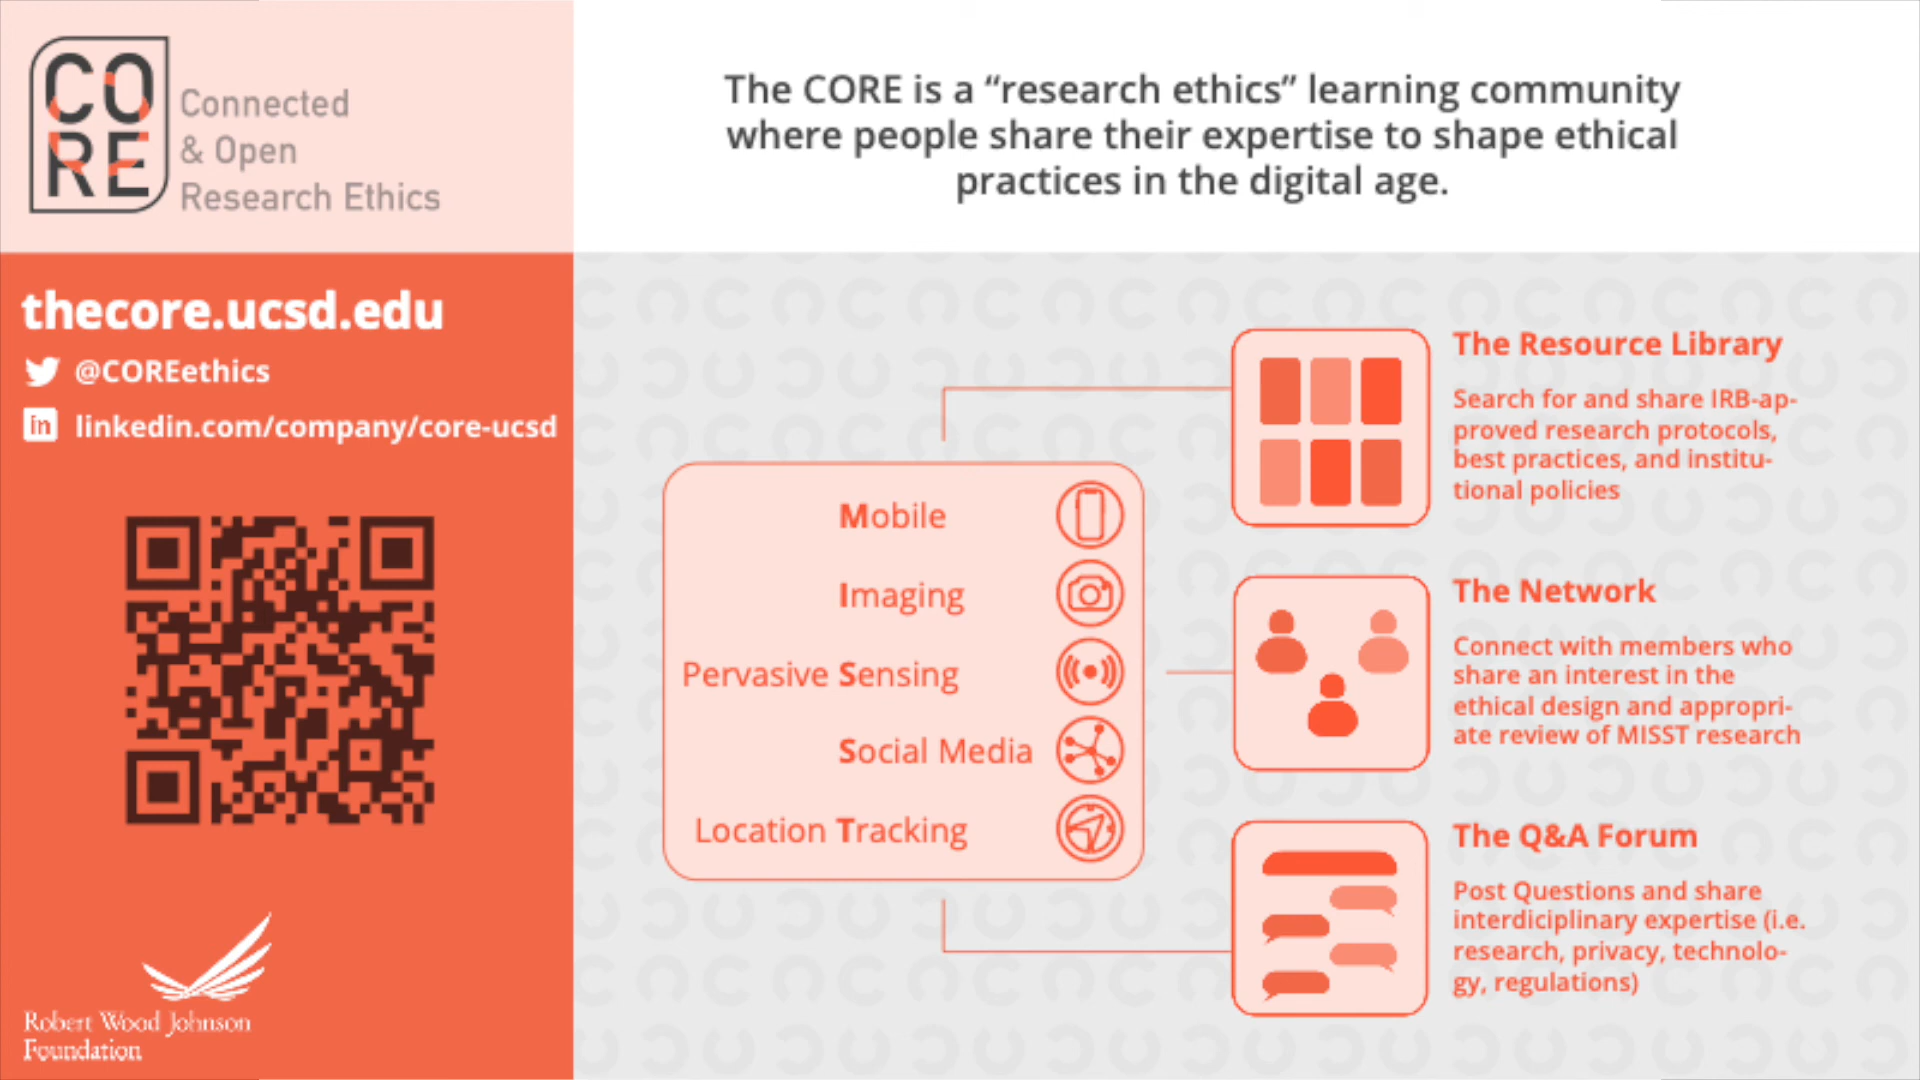 CO
RE
Connected
& Open
Research Ethics
The CORE is a “research ethics” learning community
where people share their expertise to shape ethical
practices in the digital age.
thecore.ucsd.edu
@COREethics
in linkedin.com/company/core-ucsd
Robert Wood Johnson
Foundation
Mobile
Imaging
Pervasive Sensing
Social Media
Location Tracking
The Resource Library
Search for and share IRB-ap-
proved research protocols,
best practices, and institu-
tional policies
The Network
Connect with members who
share an interest in the
ethical design and appropri-
ate review of MISST research
The Q&A Forum
Post Questions and share
interdiciplinary expertise (i.e.
research, privacy, technolo-
gy, regulations)